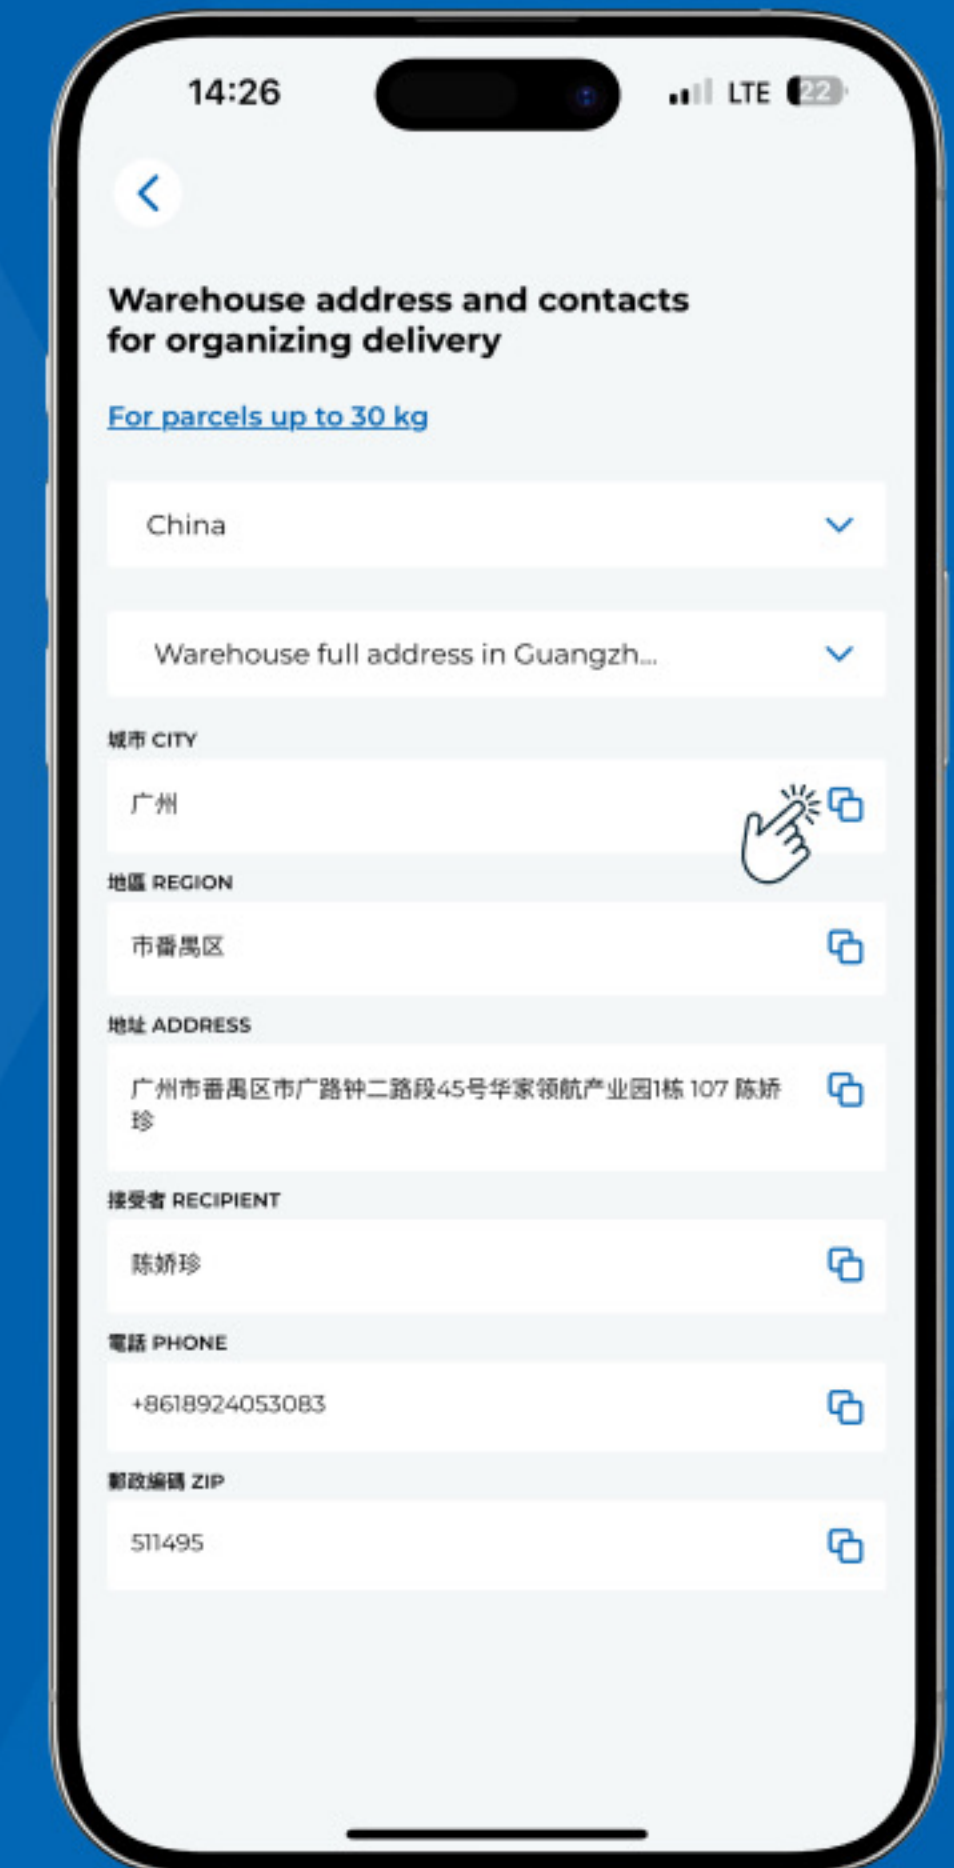 14:26
LTE 22
Warehouse address and contacts
for organizing delivery
For parcels up to 30 kg
China
Warehouse full address in Guangzh...
城市 CITY
广州
地區 REGION
市番禺区
地址 ADDRESS
广州市番禺区市广路钟二路段45号华家领航产业园1栋 107 陈娇
珍
接受者 RECIPIENT
陈娇珍
電話 PHONE
+8618924053083
郵政編碼 ZIP
511495